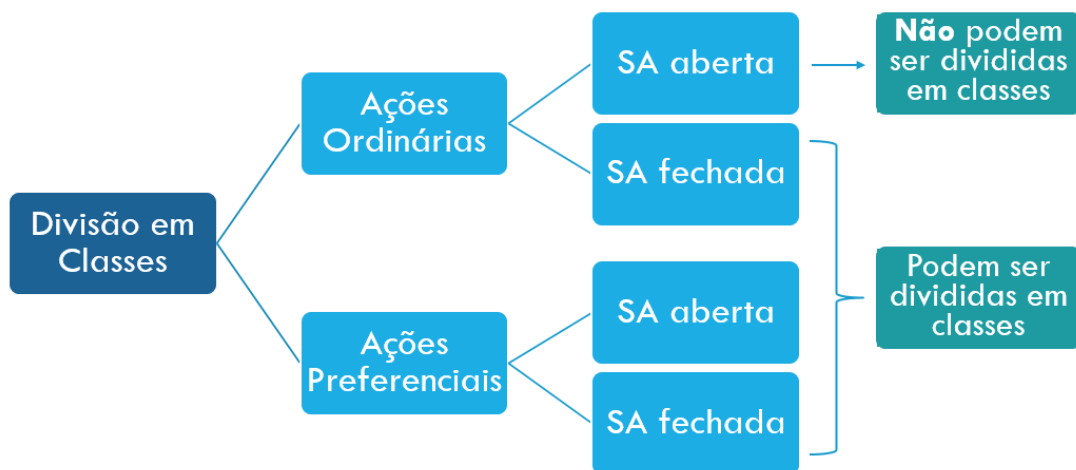 Divisão em
Classes
Ações
Ordinárias
SA aberta
Não podem
ser divididas
em classes
SA fechada
Ações
Preferenciais
SA aberta
SA fechada
Podem ser
divididas em
classes